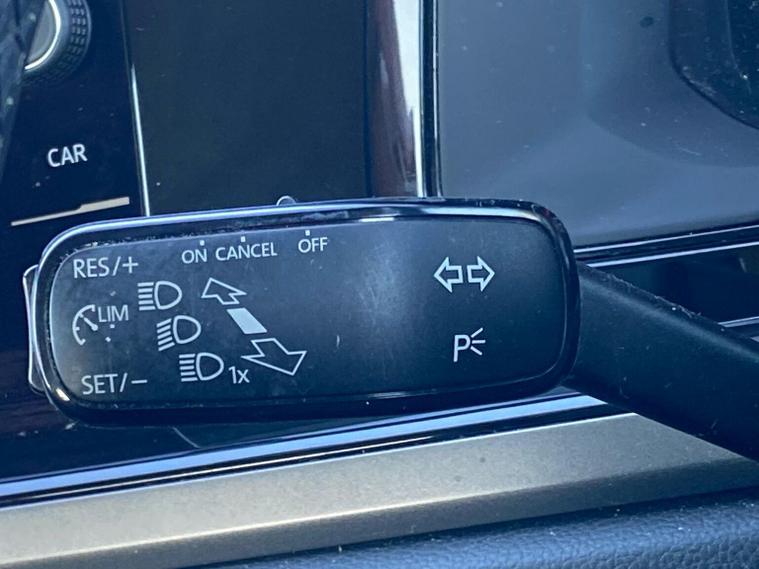 CAR
RES/+
ON CANCEL OFF
LIM
SET/-
1x
P